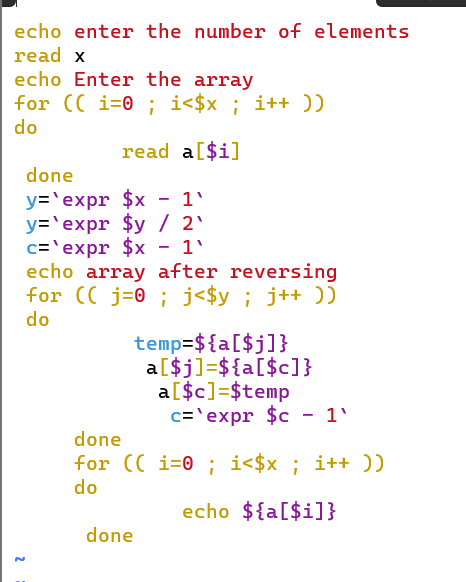 echo enter the number of elements
read x
echo Enter the array
for (( i=0 ; i<$x ; i++ ))
do
         read a[$i]
 done
 y=`expr $x - 1`
 y=`expr $y / 2`
 c=`expr $x - 1`
 echo array after reversing
 for (( j=0 ; j<$y ; j++ ))
 do
          temp=${a[$j]}
           a[$j]=${a[$c]}
            a[$c]=$temp
             c=`expr $c - 1`
     done
     for (( i=0 ; i<$x ; i++ ))
     do
              echo ${a[$i]}
      done
~